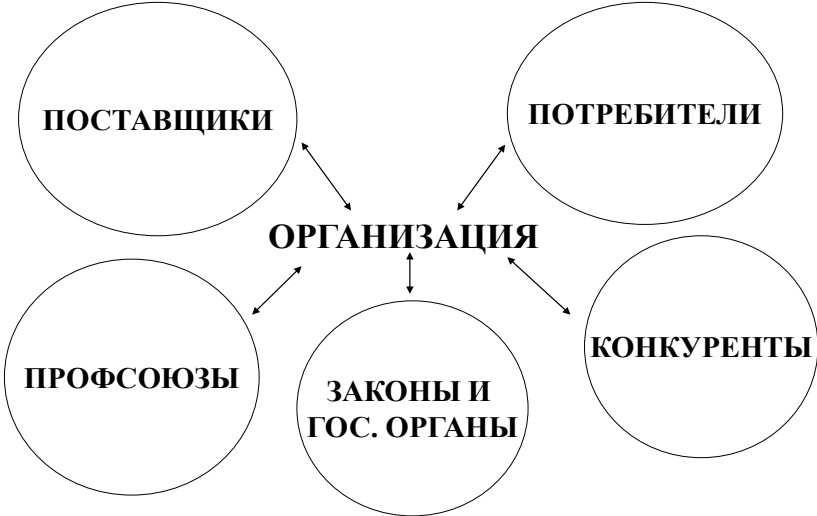 ПОСТАВЩИКИ
ПОТРЕБИТЕЛИ
ОРГАНИЗАЦИЯ
ПРОФСОЮЗЫ
ЗАКОНЫ И
ГОС. ОРГАНЫ
КОНКУРЕНТЫ